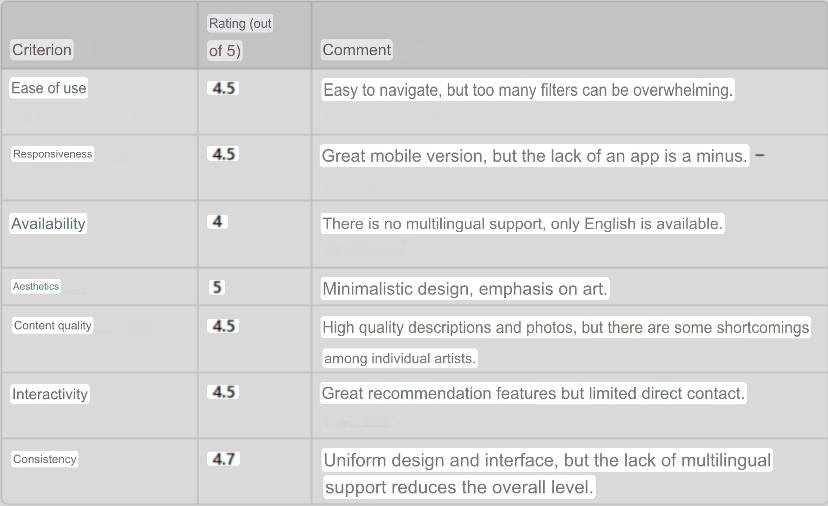 Rating (out
Criterion of 5) Comment
Ease of use 4.5 Easy to navigate, but too many filters can be overwhelming.
Responsiveness 4.5 Great mobile version, but the lack of an app is a minus. –
Availability 4 There is no multilingual support, only English is available.
Aesthetics 5 Minimalistic design, emphasis on art.
Content quality 4.5 High quality descriptions and photos, but there are some shortcomings
among individual artists.
Interactivity 4.5 Great recommendation features but limited direct contact.
Consistency 4.7 Uniform design and interface, but the lack of multilingual
support reduces the overall level.